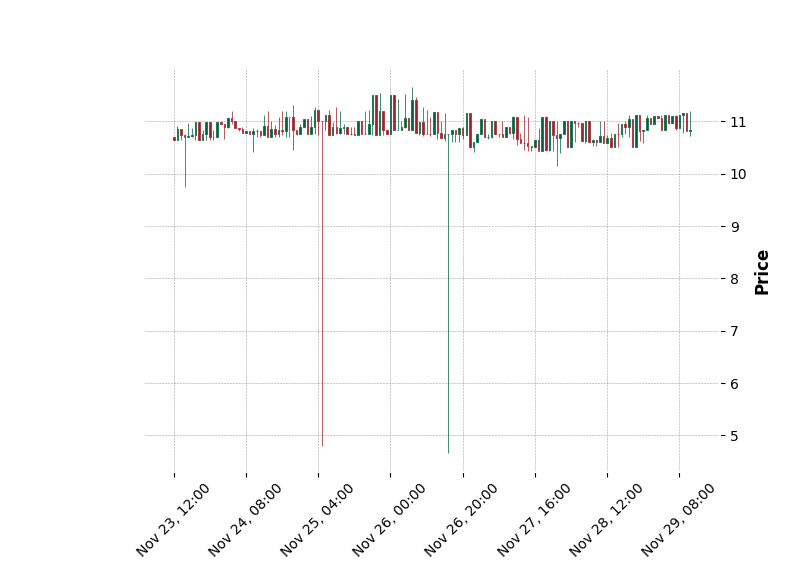 11
10
9
8
7
6
5
Price
Nov 23, 12:00
Nov 24, 08:00
Nov 25, 04:00
Nov 26, 00:00
Nov 26, 20:00
Nov 27, 16:00
Nov 28, 12:00
Nov 29, 08:00